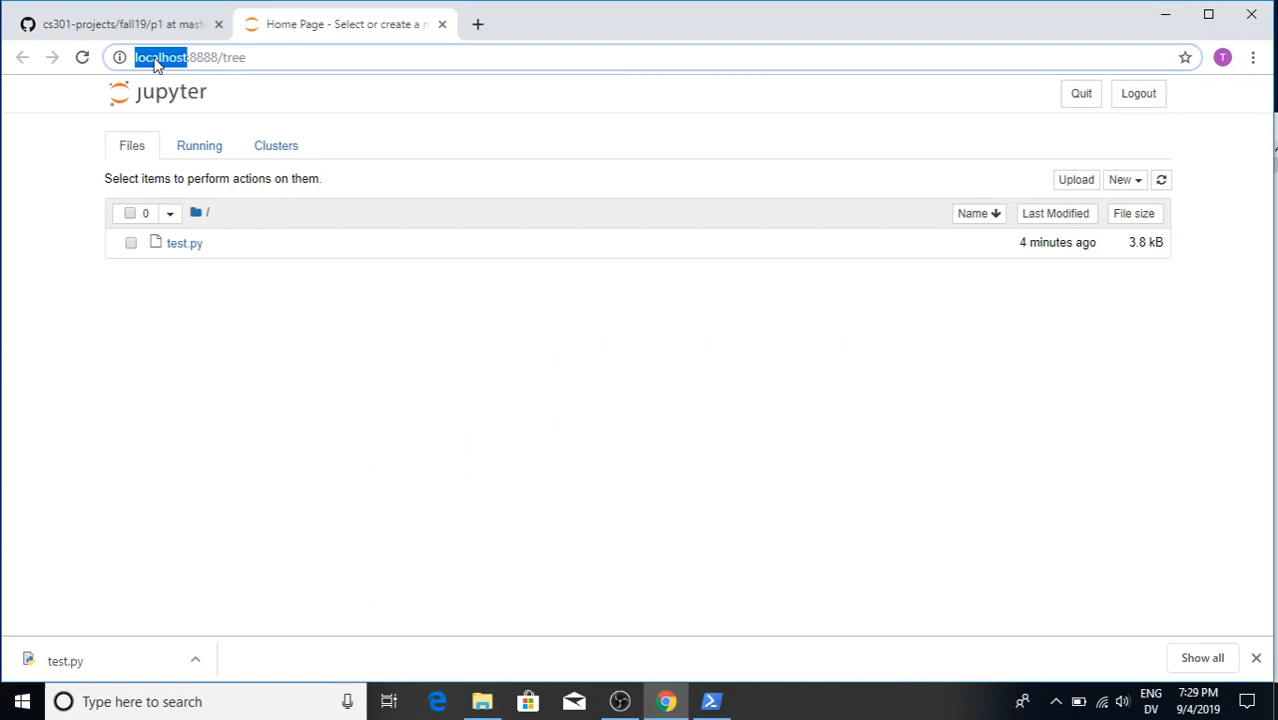 cs301-projects/fall19/p1 at mast
Home Page - Select or create a n
localhost:8888/tree
T
jupyter
Quit
Logout
Files
Running
Clusters
Select items to perform actions on them.
Upload
New
0
/
Name
Last Modified
File size
test.py
4 minutes ago
3.8 kB
test.py
Show all
Type here to search
ENG
DV
7:29 PM
9/4/2019